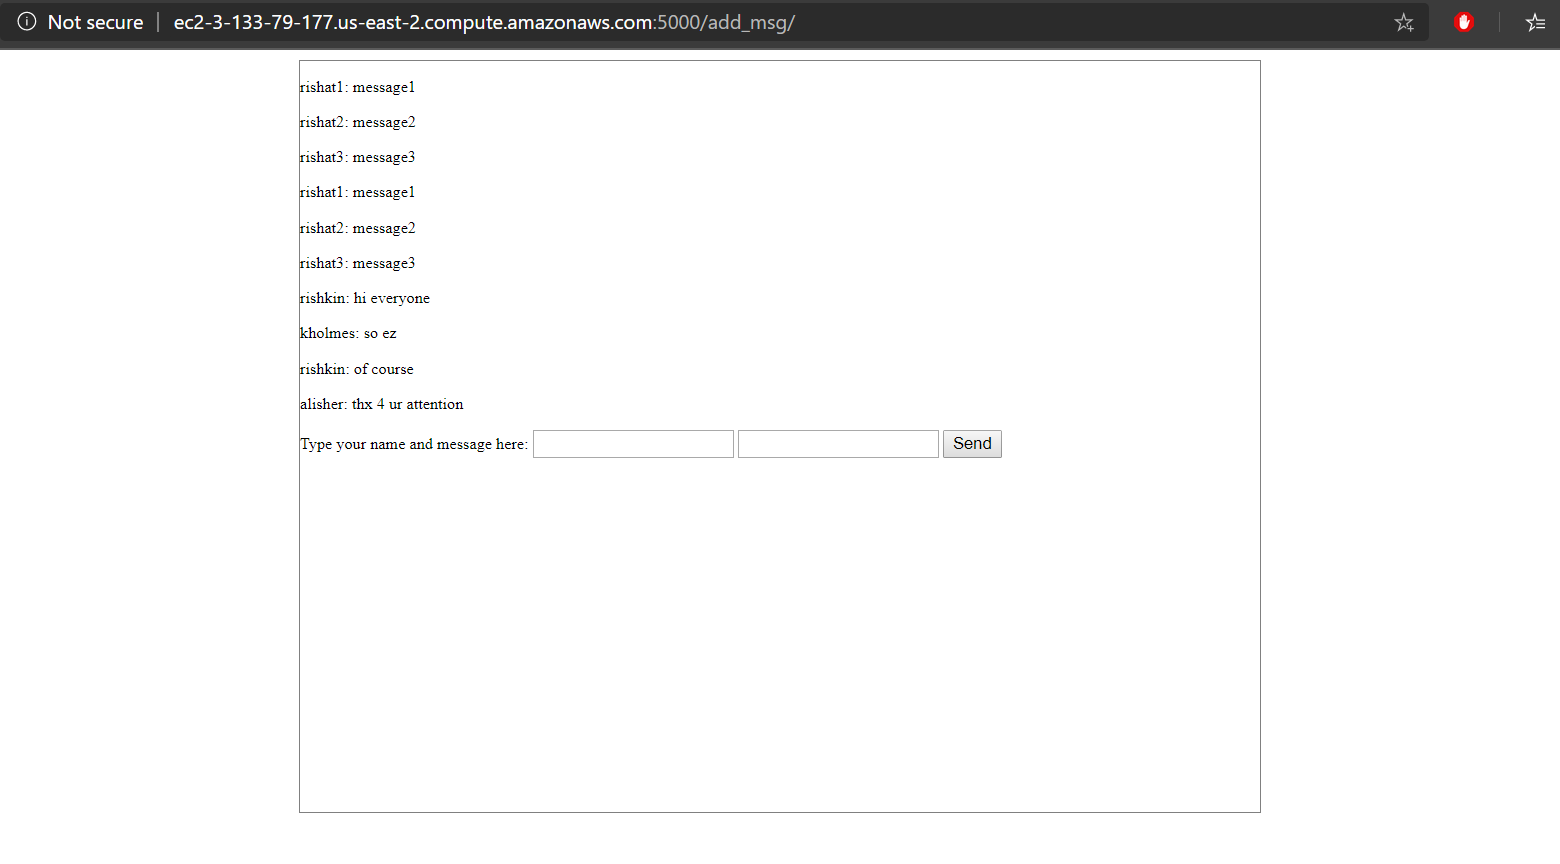 Not secure | ec2-3-133-79-177.us-east-2.compute.amazonaws.com:5000/add_msg/
rishat1: message1
rishat2: message2
rishat3: message3
rishat1: message1
rishat2: message2
rishat3: message3
rishkin: hi everyone
kholmes: so ez
rishkin: of course
alisher: thx 4 ur attention
Type your name and message here: Send